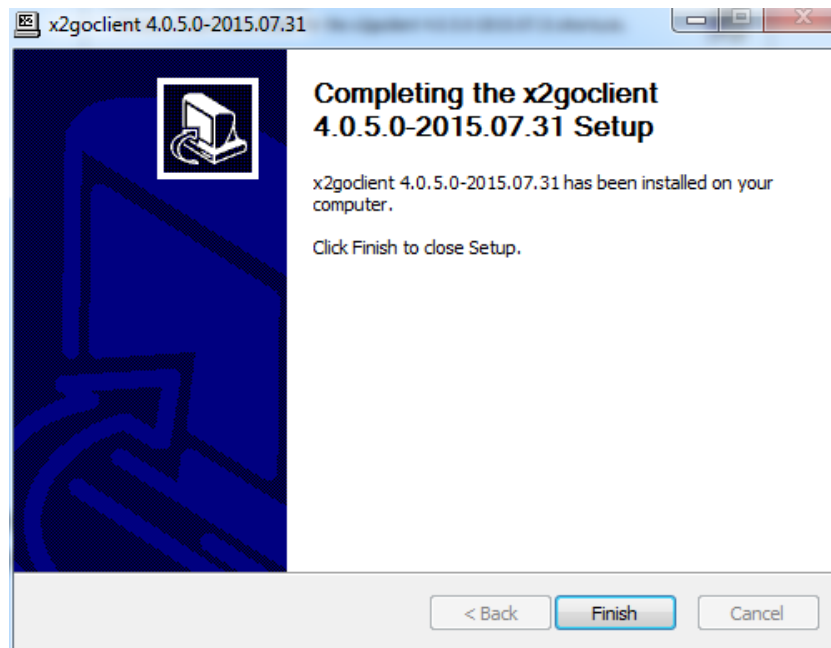 x2goclient 4.0.5.0-2015.07.31
Completing the x2goclient
4.0.5.0-2015.07.31 Setup
x2goclient 4.0.5.0-2015.07.31 has been installed on your
computer.
Click Finish to close Setup.
< Back
Finish
Cancel